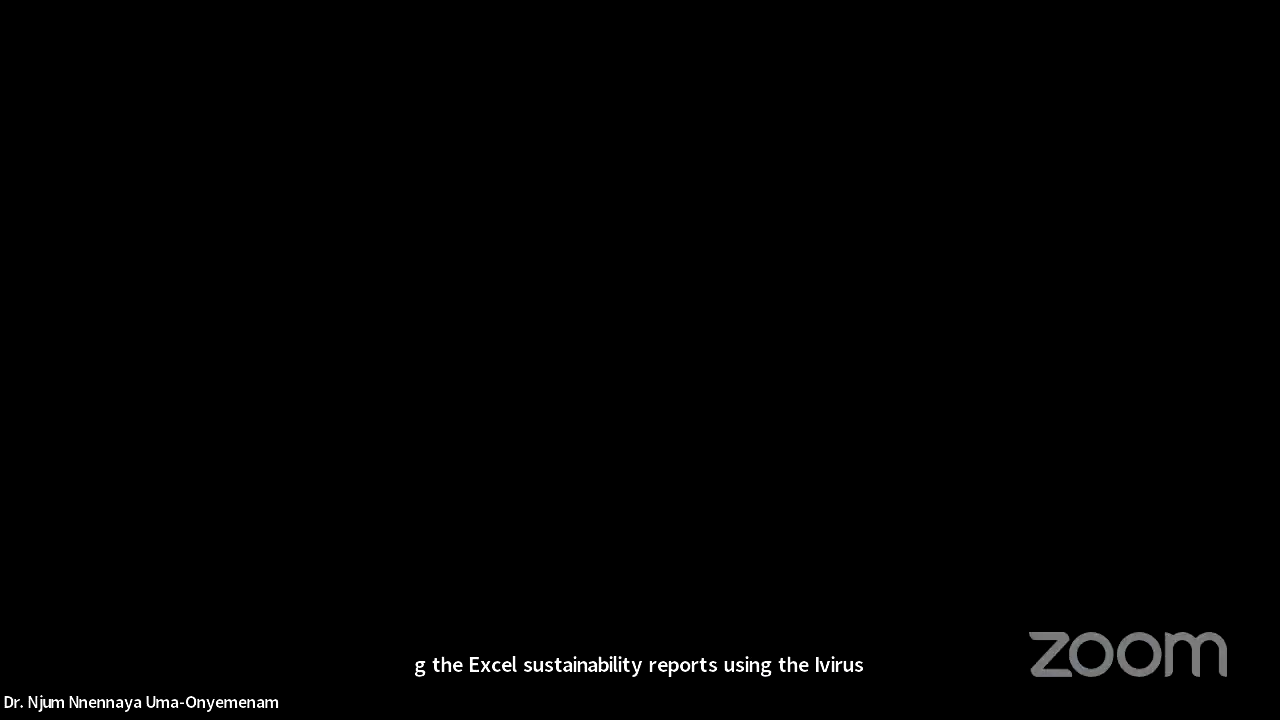 zoom
g the Excel sustainability reports using the Ivirus
Dr. Njum Nnennaya Uma-Onyemenam